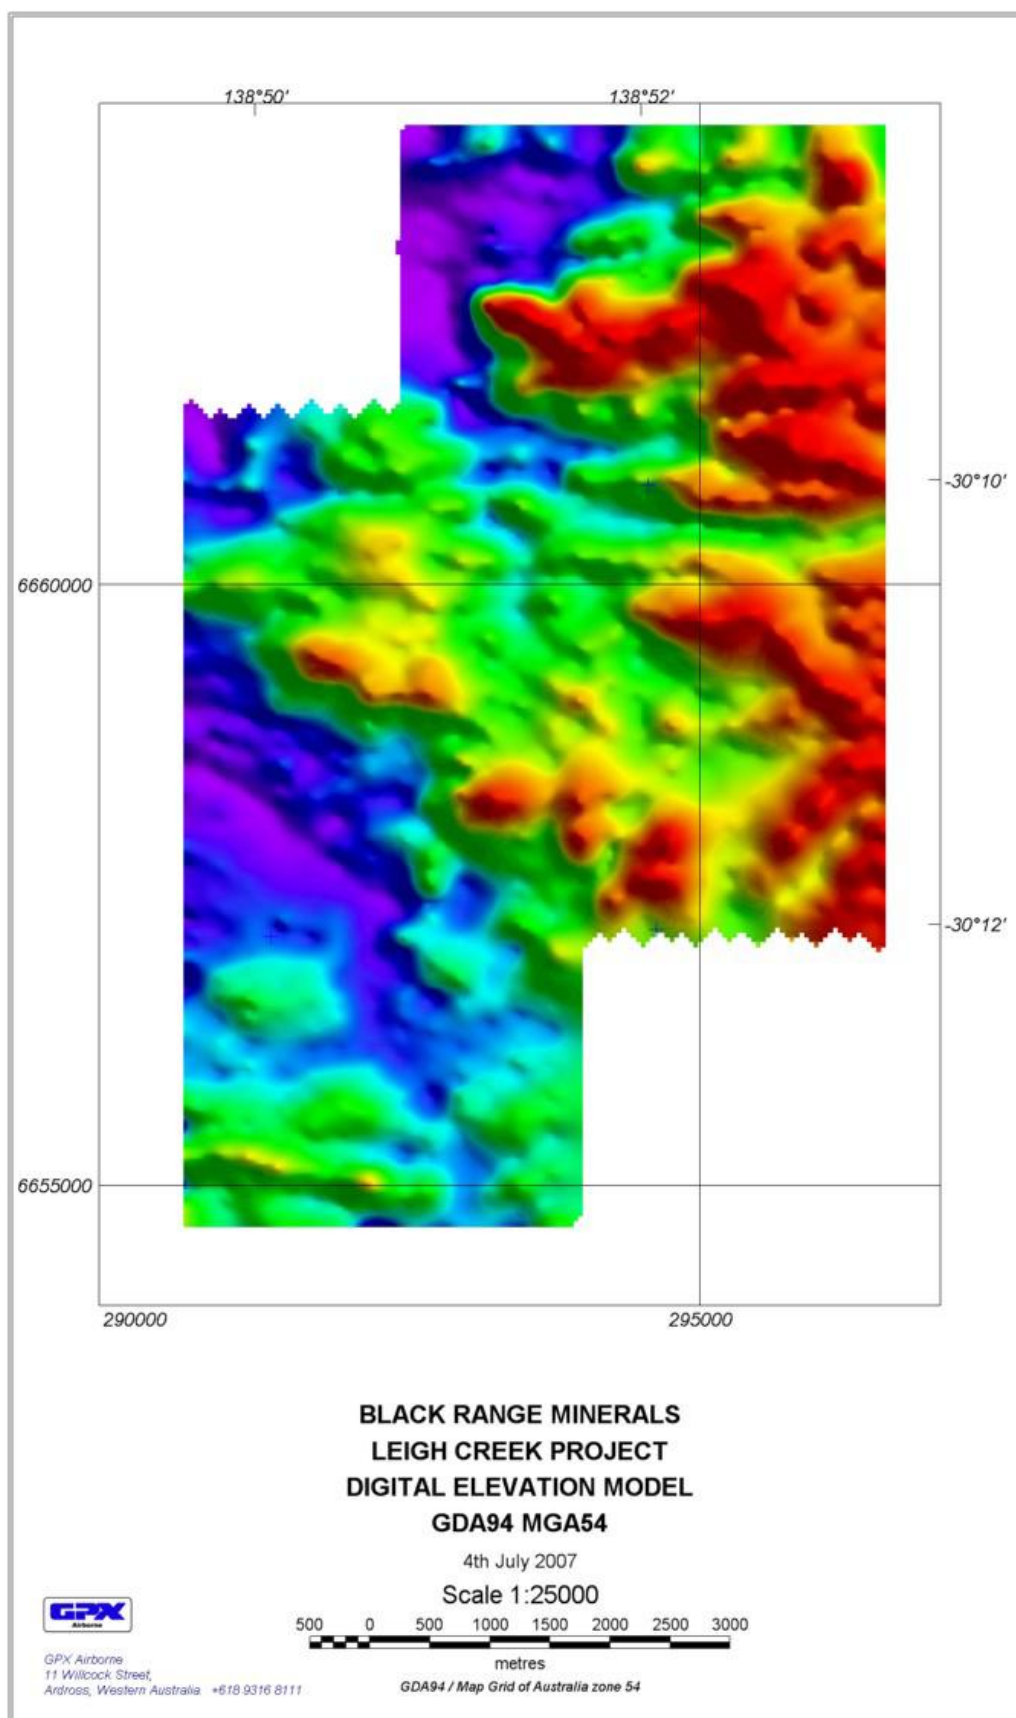 138°50' 138°52'
-30°10'
6660000
-30°12'
6655000
290000 295000
BLACK RANGE MINERALS
LEIGH CREEK PROJECT
DIGITAL ELEVATION MODEL
GDA94 MGA54
4th July 2007
Scale 1:25000
500 0 500 1000 1500 2000 2500 3000
metres
GDA94 / Map Grid of Australia zone 54
GPX
Airborne
GPX Airborne
11 Willcock Street,
Ardross, Western Australia +618 9316 8111